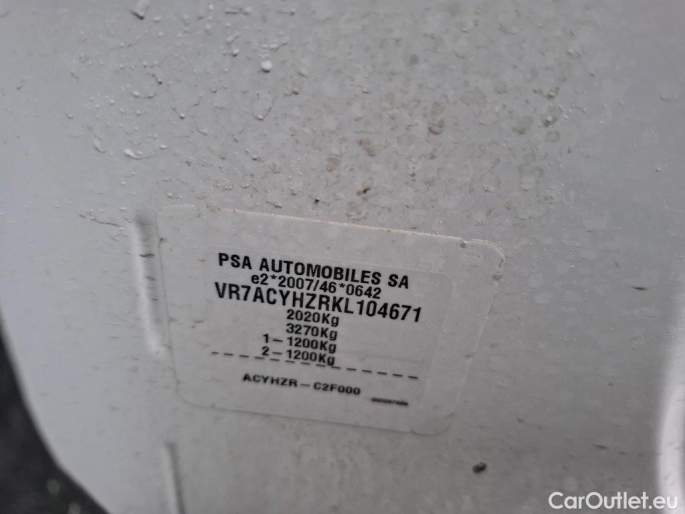 PSA AUTOMOBILES SA
e2*2007/46*0642
VR7ACYHZRKL104671
2020Kg
3270Kg
1-1200Kg
2-1200Kg
ACYHZR-C2F000
CarOutlet.eu